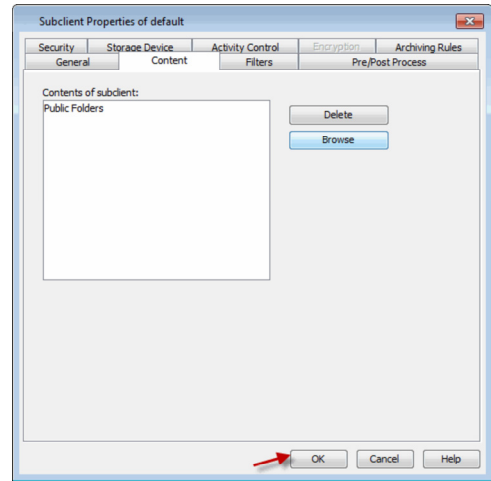 Subclient Properties of default
Security Storage Device Activity Control Encryption Archiving Rules
General Content Filters Pre/Post Process
Contents of subclient:
Public Folders
Delete
Browse
OK Cancel Help